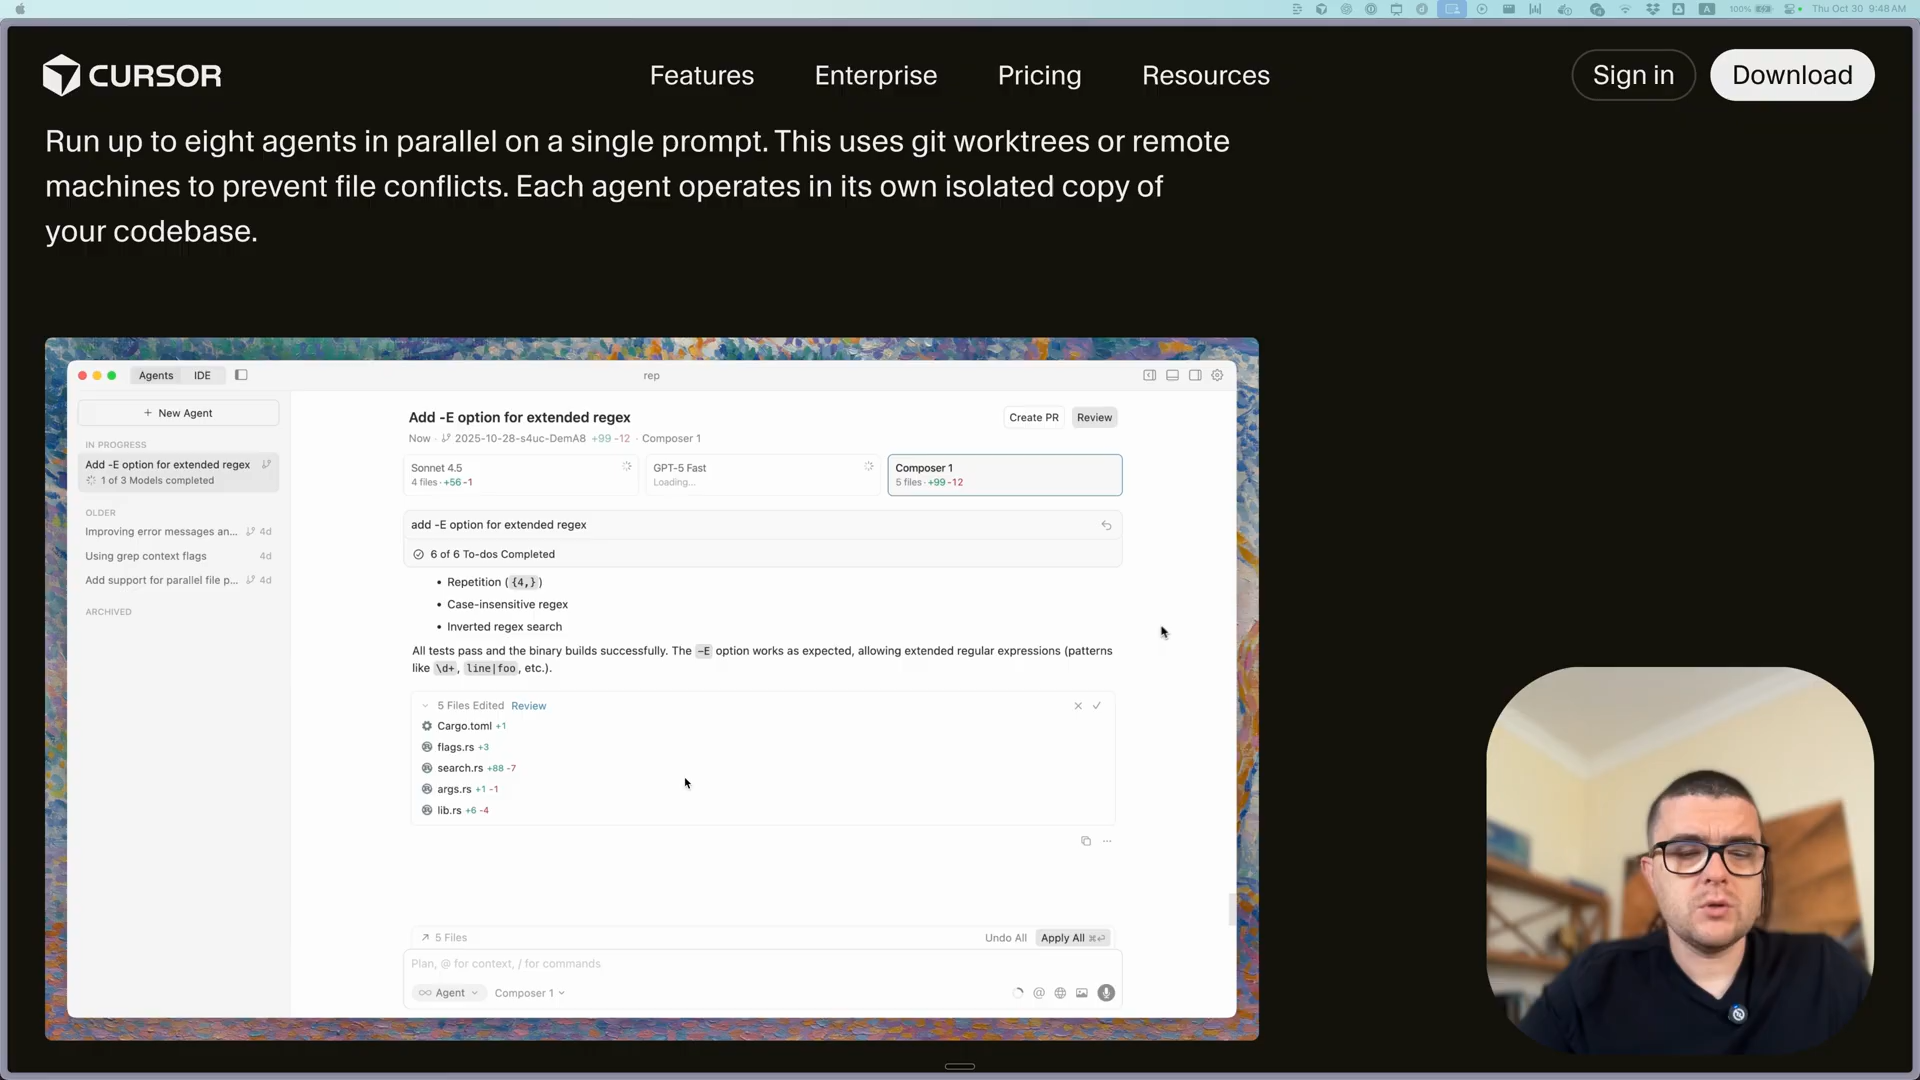 100% Thu Oct 30 9:48 AM
CURSOR Features Enterprise Pricing Resources Sign in Download
Run up to eight agents in parallel on a single prompt. This uses git worktrees or remote
machines to prevent file conflicts. Each agent operates in its own isolated copy of
your codebase.
Agents IDE rep
+ New Agent
IN PROGRESS
Add -E option for extended regex
1 of 3 Models completed
OLDER
Improving error messages an... 4d
Using grep context flags 4d
Add support for parallel file p... 4d
ARCHIVED
Add -E option for extended regex Create PR Review
Now · 2025-10-28-s4uc-DemA8 +99 -12 · Composer 1
Sonnet 4.5 GPT-5 Fast Composer 1
4 files · +56 -1 Loading... 5 files · +99 -12
add -E option for extended regex
6 of 6 To-dos Completed
• Repetition ( {4,} )
• Case-insensitive regex
• Inverted regex search
All tests pass and the binary builds successfully. The -E option works as expected, allowing extended regular expressions (patterns
like \d+, line|foo, etc.).
5 Files Edited Review
Cargo.toml +1
flags.rs +3
search.rs +88 -7
args.rs +1 -1
lib.rs +6 -4
5 Files Undo All Apply All ⌘⏎
Plan, @ for context, / for commands
Agent Composer 1